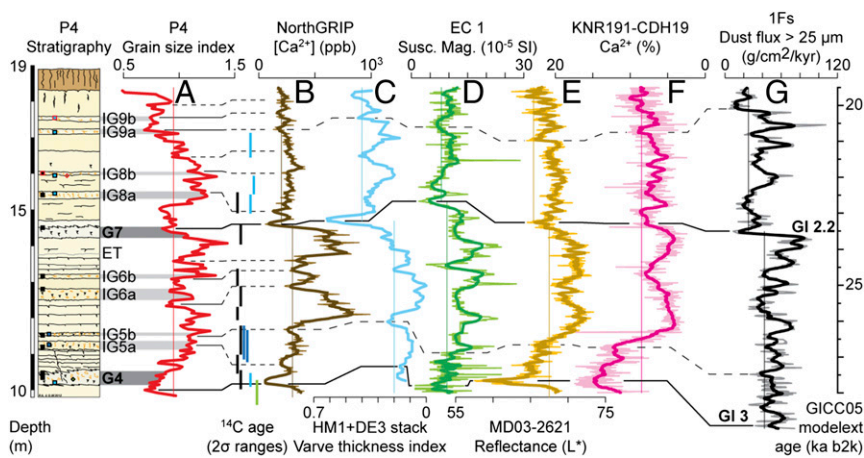 P4
Stratigraphy
P4
Grain size index
NorthGRIP
[Ca²⁺] (ppb)
EC 1
Susc. Mag. (10⁻⁵ SI)
KNR191-CDH19
Ca²⁺ (%)
1Fs
Dust flux > 25 µm
(g/cm2/kyr)
19
0.5 1.0 1.5
0 10³
0 40
30 20
20 0
0 120
A B C D E F G
20
IG9b
IG9a
IG8b
IG8a
15
G7
GI 2.2
ET
IG6b
IG6a
25
IG5b
IG5a
G4
10
GI 3
Depth
(m)
¹⁴C age
(2σ ranges)
0.7 0
HM1+DE3 stack
Varve thickness index
55 75
MD03-2621
Reflectance (L*)
GICC05
modelext
age (ka b2k)